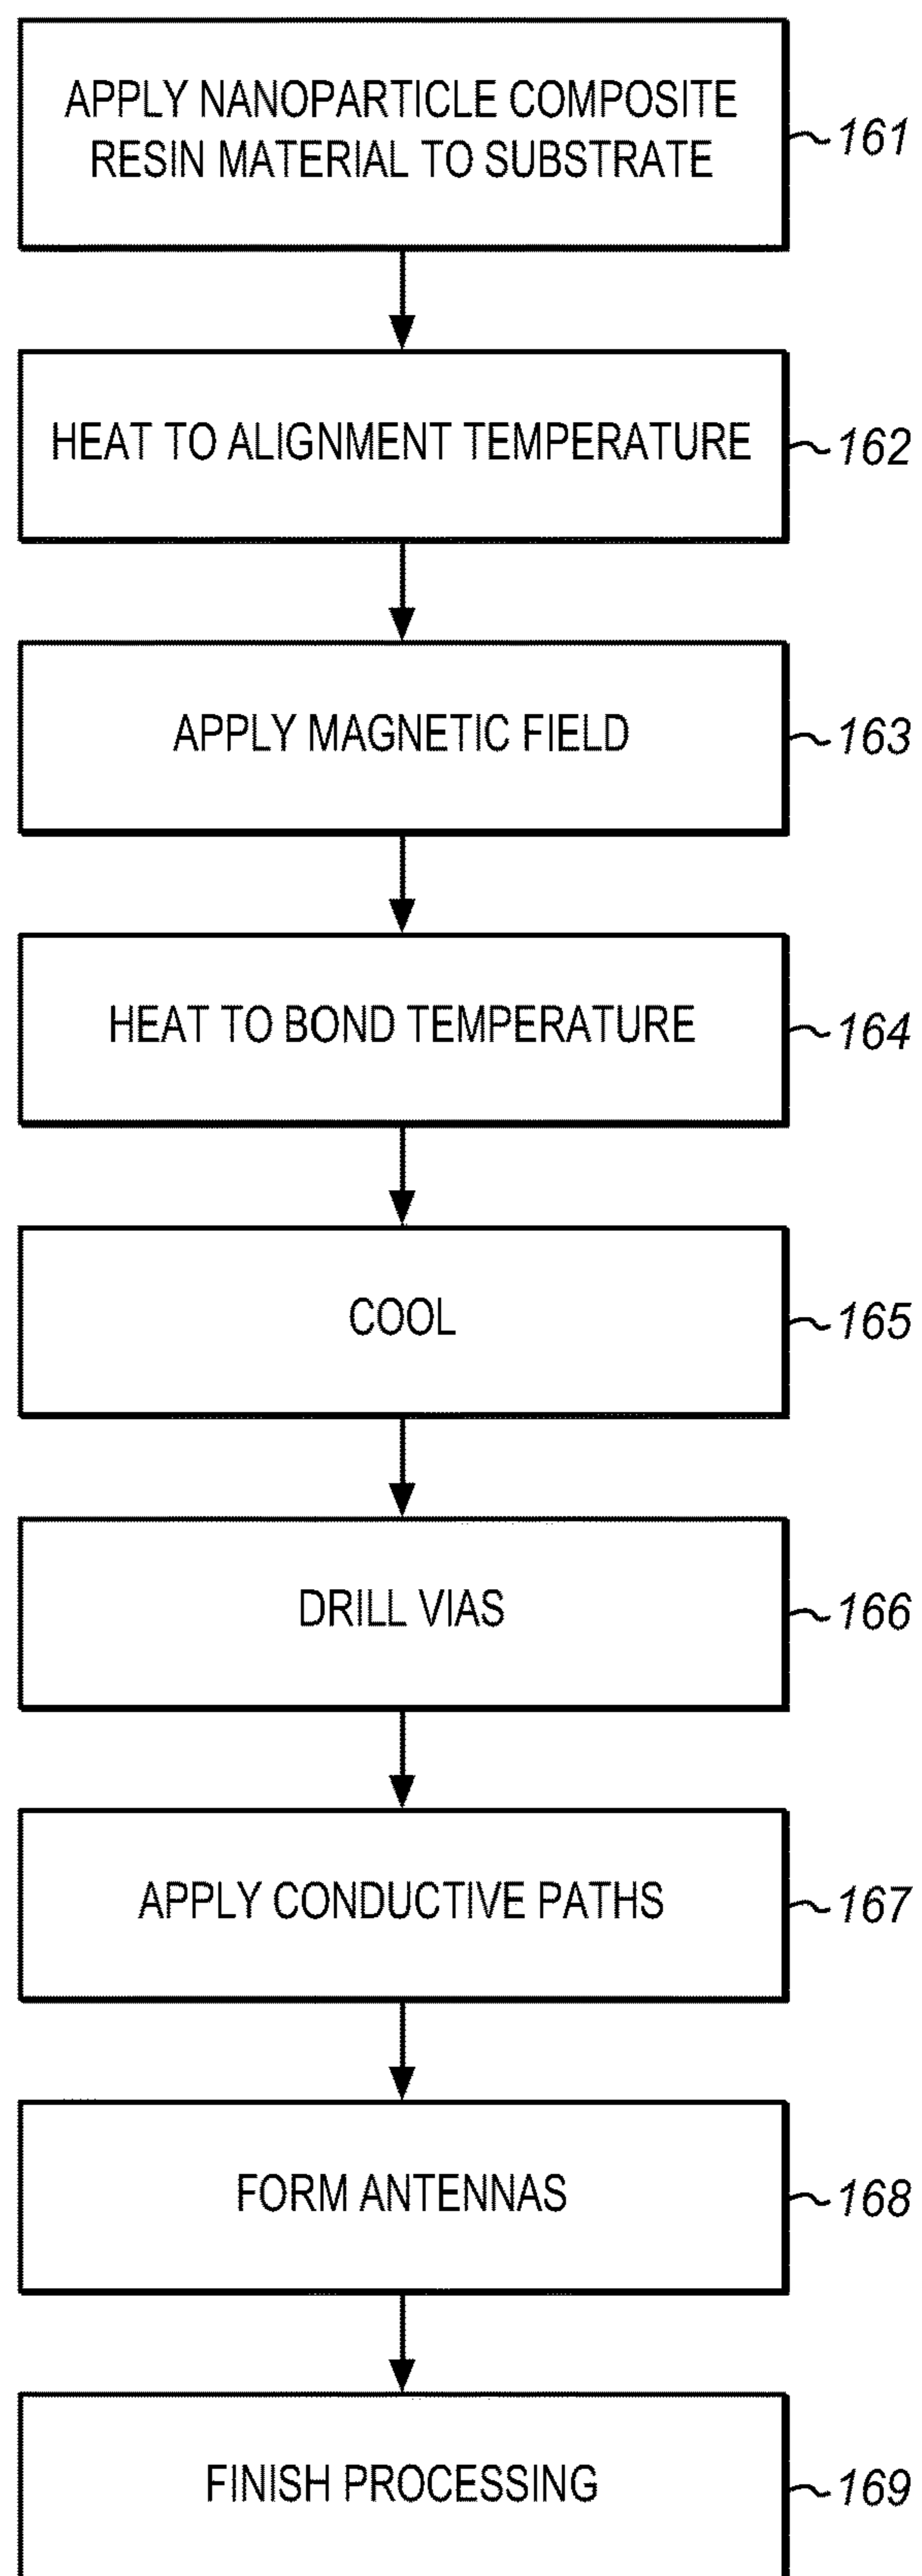 APPLY NANOPARTICLE COMPOSITE
RESIN MATERIAL TO SUBSTRATE
161
HEAT TO ALIGNMENT TEMPERATURE
162
APPLY MAGNETIC FIELD
163
HEAT TO BOND TEMPERATURE
164
COOL
165
DRILL VIAS
166
APPLY CONDUCTIVE PATHS
167
FORM ANTENNAS
168
FINISH PROCESSING
169